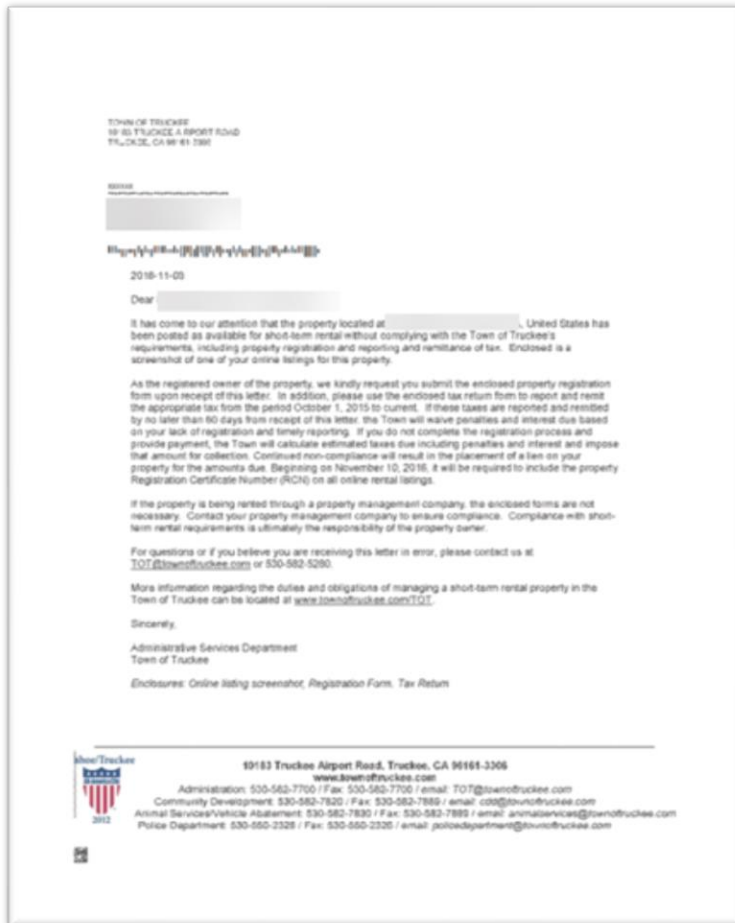 TOWN OF TRUCKEE
10183 TRUCKEE AIRPORT ROAD
TRUCKEE, CA 96161-3306
Dear
It has come to our attention that the property located at , United States has
been posted as available for short-term rental without complying with the Town of Truckee's
requirements, including property registration and reporting and remittance of tax. Enclosed is a
screenshot of one of your online listings for this property.
As the registered owner of the property, we kindly request you submit the enclosed property registration
form upon receipt of this letter. In addition, please use the enclosed tax return form to report and remit
the appropriate tax from the period October 1, 2015 to current. If these taxes are reported and remitted
by no later than 60 days from receipt of this letter, the Town will waive penalties and interest due based
on your lack of registration and timely reporting. If you do not complete the registration process and
provide payment, the Town will calculate estimated taxes due including penalties and interest and impose
that amount for collection. Continued non-compliance will result in the placement of a lien on your
property for the amounts due. Beginning on November 10, 2016, it will be required to include the property
Registration Certificate Number (RCN) on all online rental listings.
If the property is being rented through a property management company, the enclosed forms are not
necessary. Contact your property management company to ensure compliance. Compliance with short-
term rental requirements is ultimately the responsibility of the property owner.
For questions or if you believe you are receiving this letter in error, please contact us at
TOT@townoftruckee.com or 530-582-5280.
More information regarding the duties and obligations of managing a short-term rental property in the
Town of Truckee can be located at www.townoftruckee.com/TOT.
Sincerely,
Administrative Services Department
Town of Truckee
Enclosures: Online listing screenshot, Registration Form, Tax Return
10183 Truckee Airport Road, Truckee, CA 96161-3306
www.townoftruckee.com
Administration: 530-582-7700 / Fax: 530-582-7700 / email: TOT@townoftruckee.com
Community Development: 530-582-7820 / Fax: 530-582-7889 / email: cdd@townoftruckee.com
Animal Services/Vehicle Abatement: 530-582-7830 / Fax: 530-582-7889 / email: animalservices@townoftruckee.com
Police Department: 530-550-2328 / Fax: 530-550-2326 / email: policedepartment@townoftruckee.com
ahoe/Truckee
2012